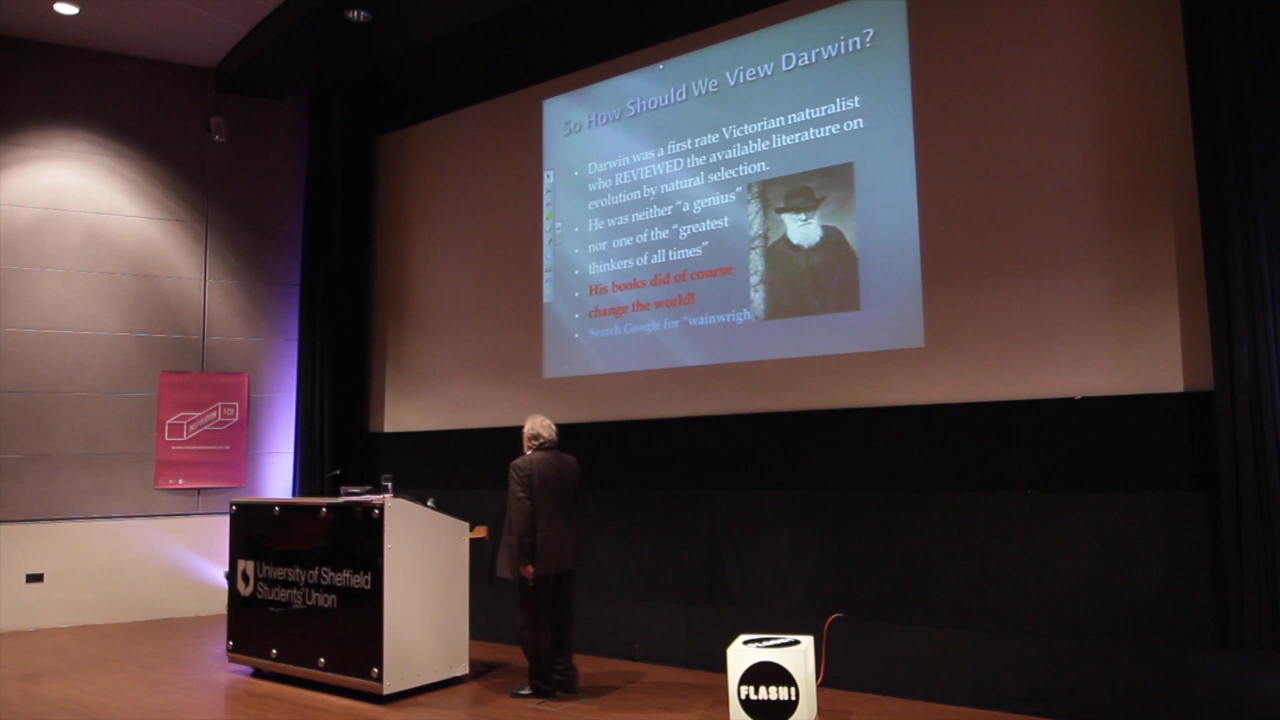 So How Should We View Darwin?
Darwin was a first rate Victorian naturalist
who REVIEWED the available literature on
evolution by natural selection.
He was neither "a genius"
nor one of the "greatest
thinkers of all times"
His books did of course
change the world!
Search Google for "wainwrigh
University of Sheffield
Students' Union
FLASH!